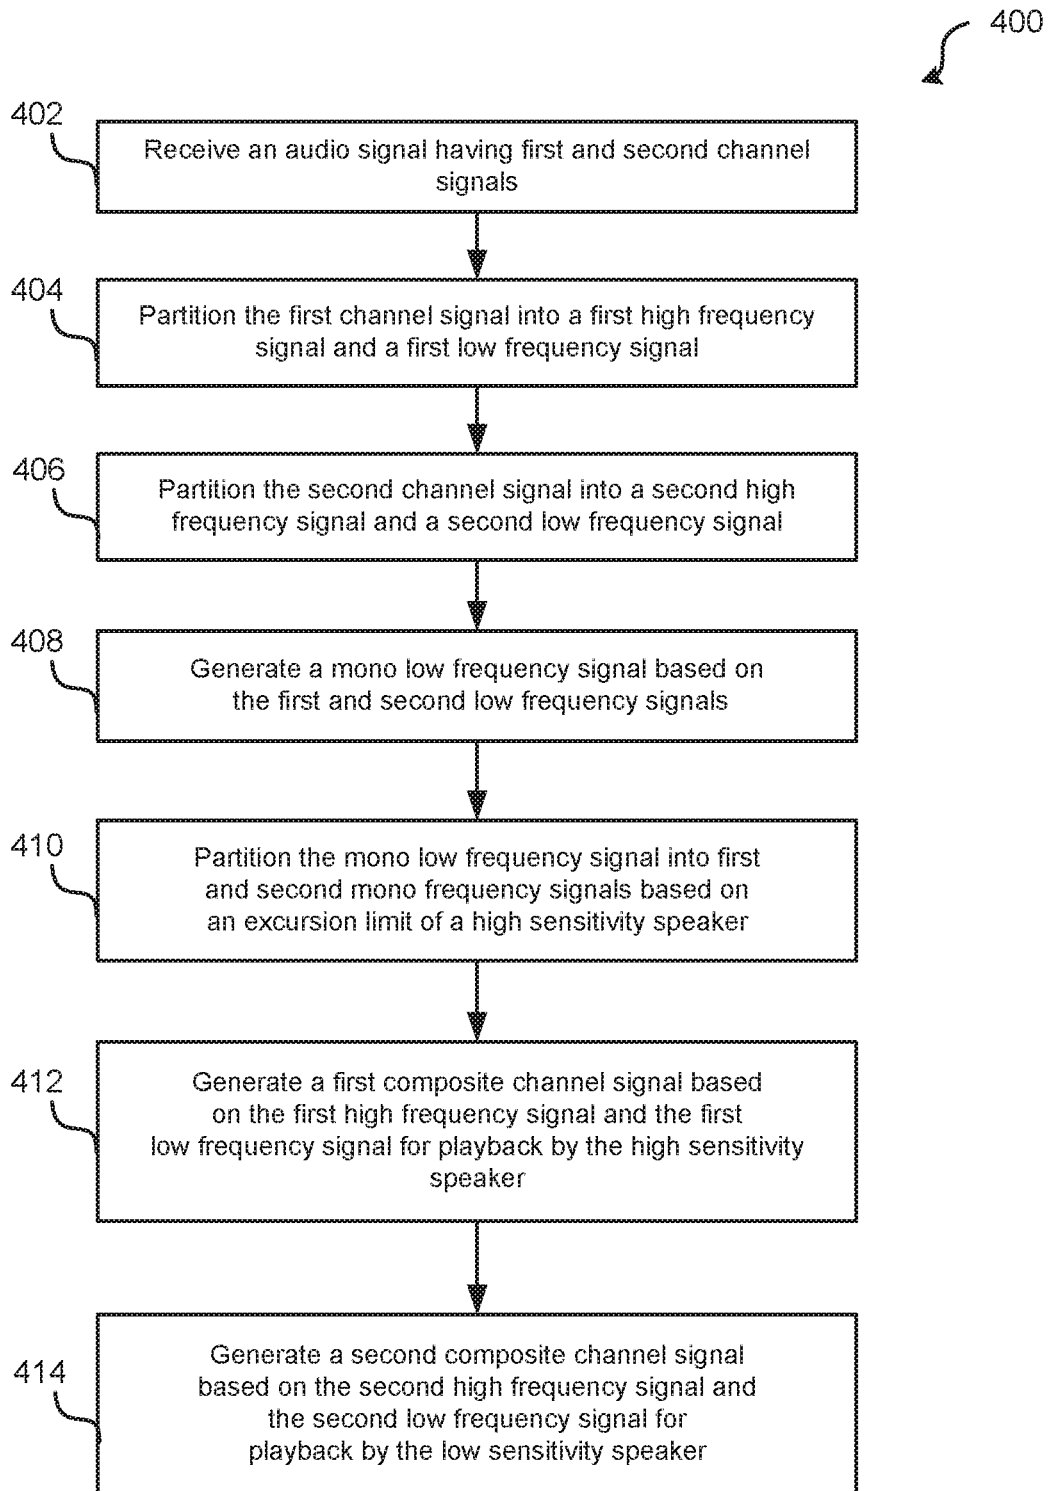 400
402
Receive an audio signal having first and second channel
signals
404
Partition the first channel signal into a first high frequency
signal and a first low frequency signal
406
Partition the second channel signal into a second high
frequency signal and a second low frequency signal
408
Generate a mono low frequency signal based on
the first and second low frequency signals
410
Partition the mono low frequency signal into first
and second mono frequency signals based on
an excursion limit of a high sensitivity speaker
412
Generate a first composite channel signal based
on the first high frequency signal and the first
low frequency signal for playback by the high sensitivity
speaker
414
Generate a second composite channel signal
based on the second high frequency signal and
the second low frequency signal for
playback by the low sensitivity speaker